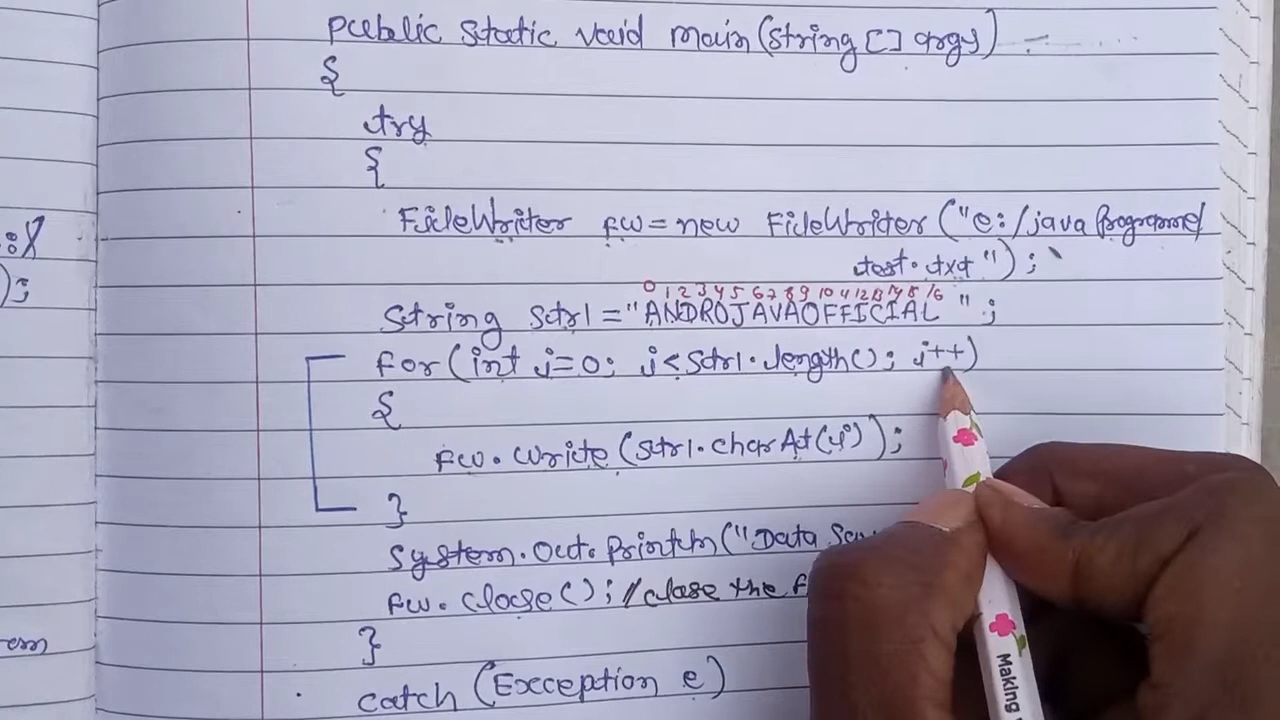 public static void main(string [] args)
{
try
{
FileWriter fw = new FileWriter ("e:/java programme/
test.txt");
0 1 2 3 4 5 6 7 8 9 10 11 12 13 14 15 16
String str1 = "ANDROJAVAOFFICIAL ";
for(int i=0; i<str1.length(); i++)
{
fw.write (str1.charAt(i));
}
System.out.println("Data
fw.close(); //close the
}
catch (Exception e)
);
Making